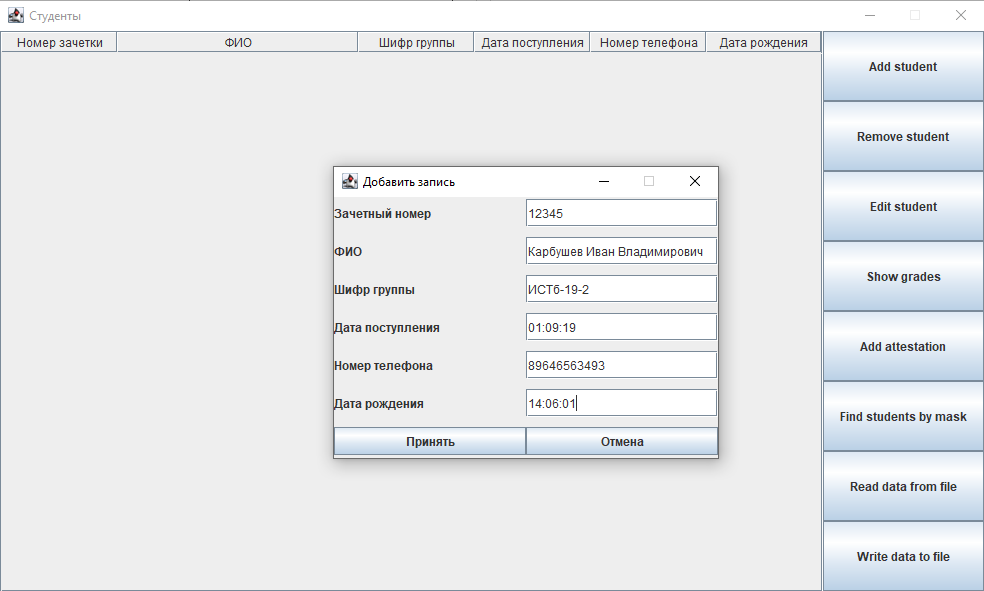 Студенты
Номер зачетки ФИО Шифр группы Дата поступления Номер телефона Дата рождения
Add student
Remove student
Edit student
Show grades
Add attestation
Find students by mask
Read data from file
Write data to file
Добавить запись
Зачетный номер 12345
ФИО Карбушев Иван Владимирович
Шифр группы ИСТб-19-2
Дата поступления 01:09:19
Номер телефона 89646563493
Дата рождения 14:06:01
Принять Отмена